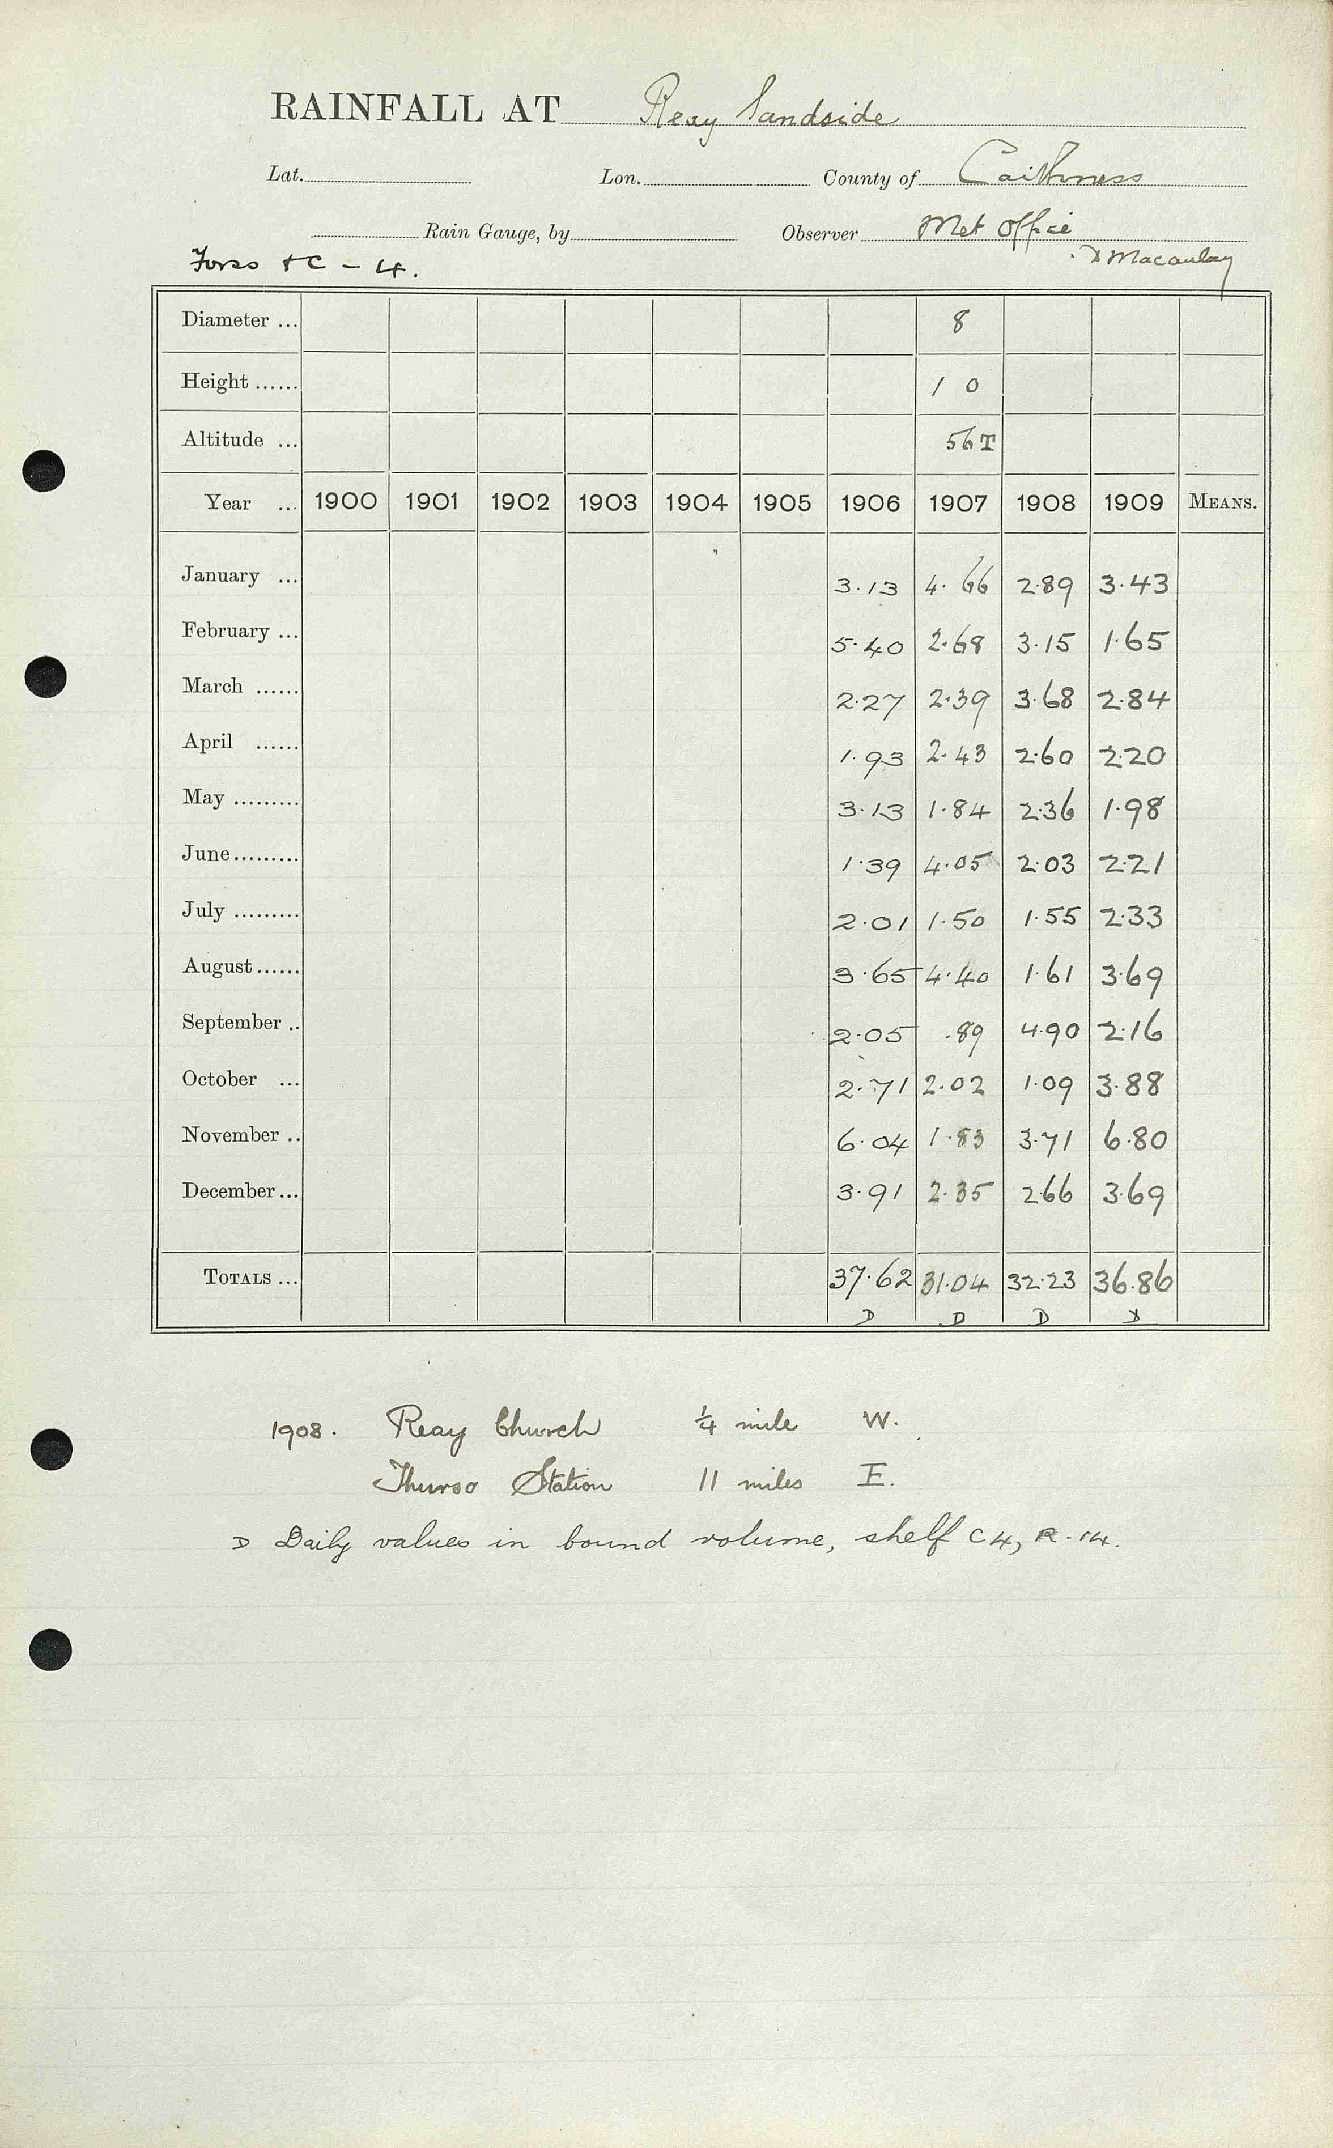 RAINFALL AT Reay Sandside
Lat. Lon. County of Caithness
Rain Gauge, by Observer Met Office
Forss & C - 4. D Macaulay
Diameter ... 8
Height ...... 1 0
Altitude ... 56 T
Year ... 1900 1901 1902 1903 1904 1905 1906 1907 1908 1909 MEANS.
January ... 3.13 4.66 2.89 3.43
February ... 5.40 2.68 3.15 1.65
March ...... 2.27 2.39 3.68 2.84
April ...... 1.93 2.43 2.60 2.20
May ......... 3.13 1.84 2.36 1.98
June ......... 1.39 4.05 2.03 2.21
July ......... 2.01 1.50 1.55 2.33
August ...... 3.65 4.40 1.61 3.69
September .. 2.05 .89 4.90 2.16
October ... 2.71 2.02 1.09 3.88
November .. 6.04 1.83 3.71 6.80
December ... 3.91 2.35 2.66 3.69
TOTALS ... 37.62 31.04 32.23 36.86
D D D D
1908. Reay Church 1/4 mile W.
Thurso Station 11 miles E.
D Daily values in bound volume, shelf C4, R.14.